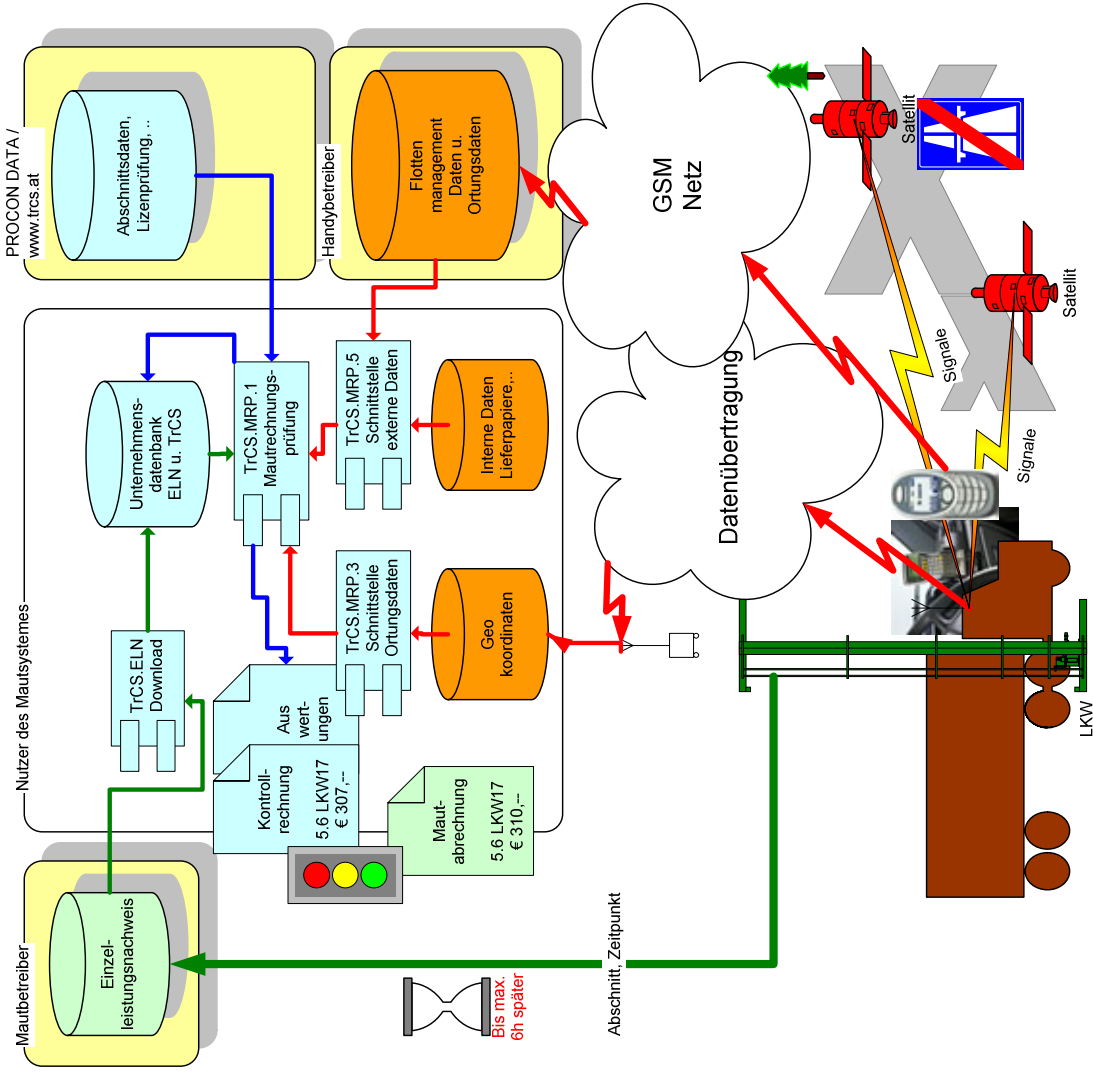 Mautbetreiber
Einzel-
leistungsnachweis
Nutzer des Mautsystemes
TrCS.ELN
Download
Unternehmens-
datenbank
ELN u. TrCS
PROCON DATA /
www.trcs.at
Abschnittsdaten,
Lizenprüfung, ..
Kontroll-
rechnung
5.6 LKW17
€ 307,--
Aus
wert-
ungen
TrCS.MRP.1
Mautrechnungs-
prüfung
Handybetreiber
Flotten
management
Daten u.
Ortungsdaten
Maut-
abrechnung
5.6 LKW17
€ 310,--
TrCS.MRP.3
Schnittstelle
Ortungsdaten
TrCS.MRP.5
Schnittstelle
externe Daten
Geo
koordinaten
Interne Daten
Lieferpapiere,..
Bis max.
6h später
Abschnitt, Zeitpunkt
Datenübertragung
GSM
Netz
Signale
Satellit
Signale
Satellit
LKW